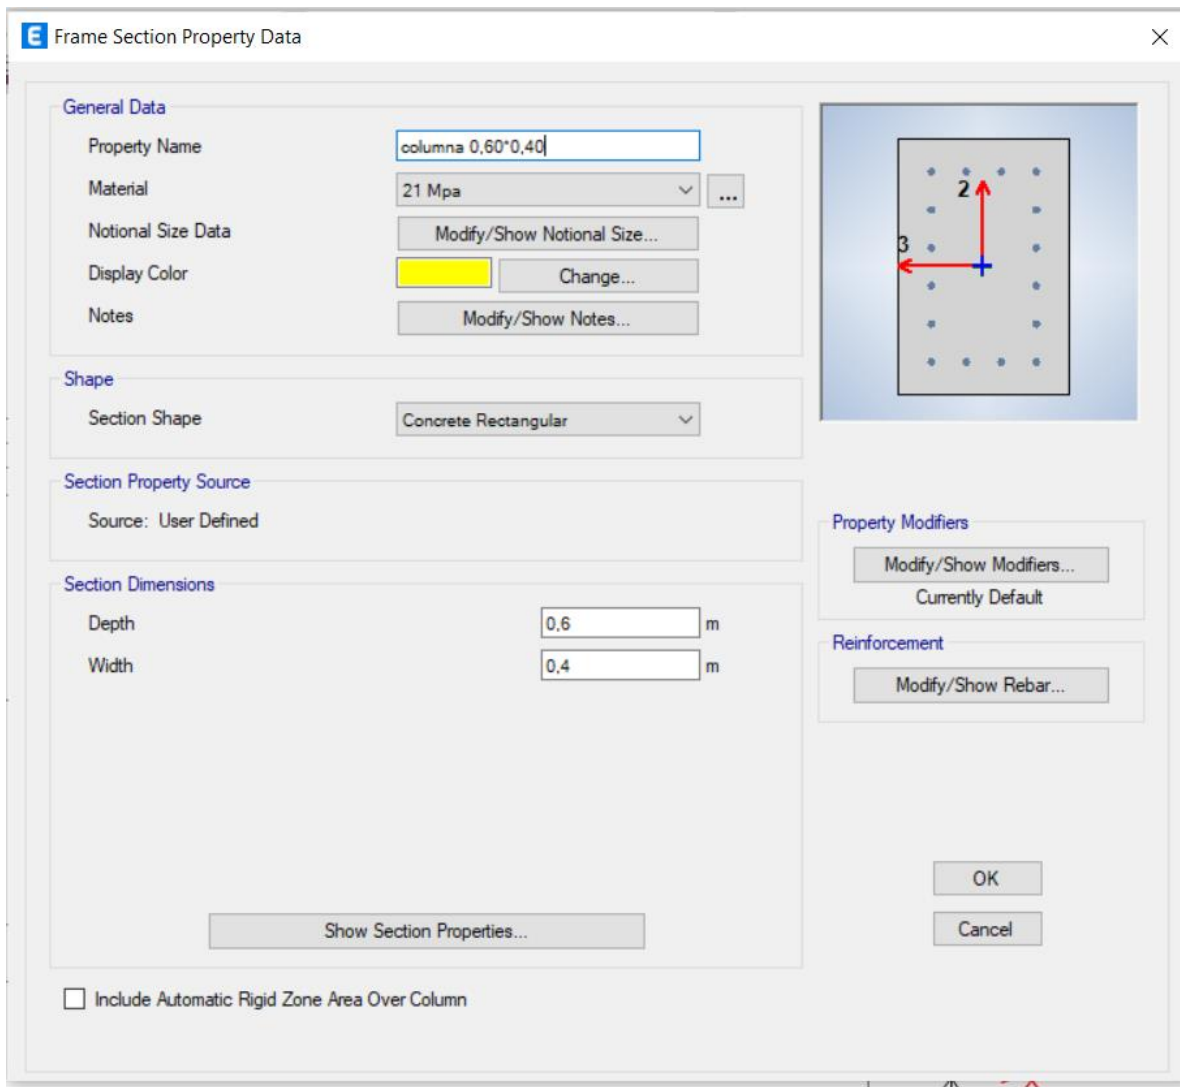 E Frame Section Property Data
General Data
Property Name columna 0,60*0,40
Material 21 Mpa ...
Notional Size Data Modify/Show Notional Size...
Display Color Change...
Notes Modify/Show Notes...
2
3
Shape
Section Shape Concrete Rectangular
Section Property Source
Source: User Defined
Property Modifiers
Modify/Show Modifiers...
Currently Default
Section Dimensions
Depth 0,6 m
Width 0,4 m
Reinforcement
Modify/Show Rebar...
OK
Cancel
Show Section Properties...
Include Automatic Rigid Zone Area Over Column